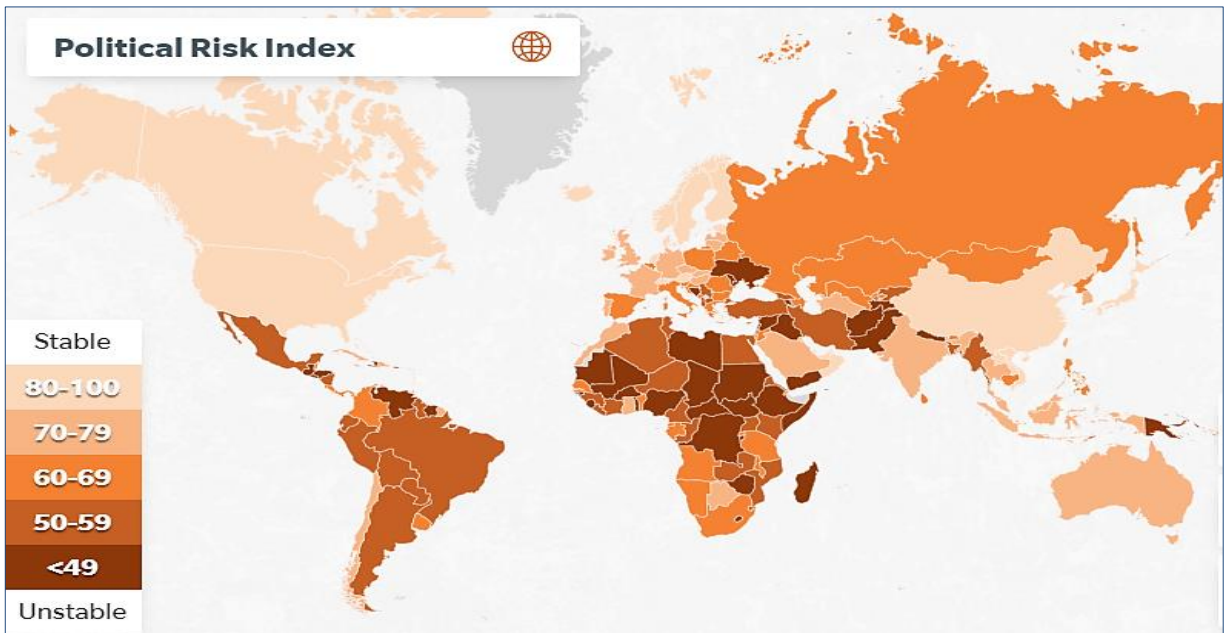 Political Risk Index
Stable
80-100
70-79
60-69
50-59
<49
Unstable